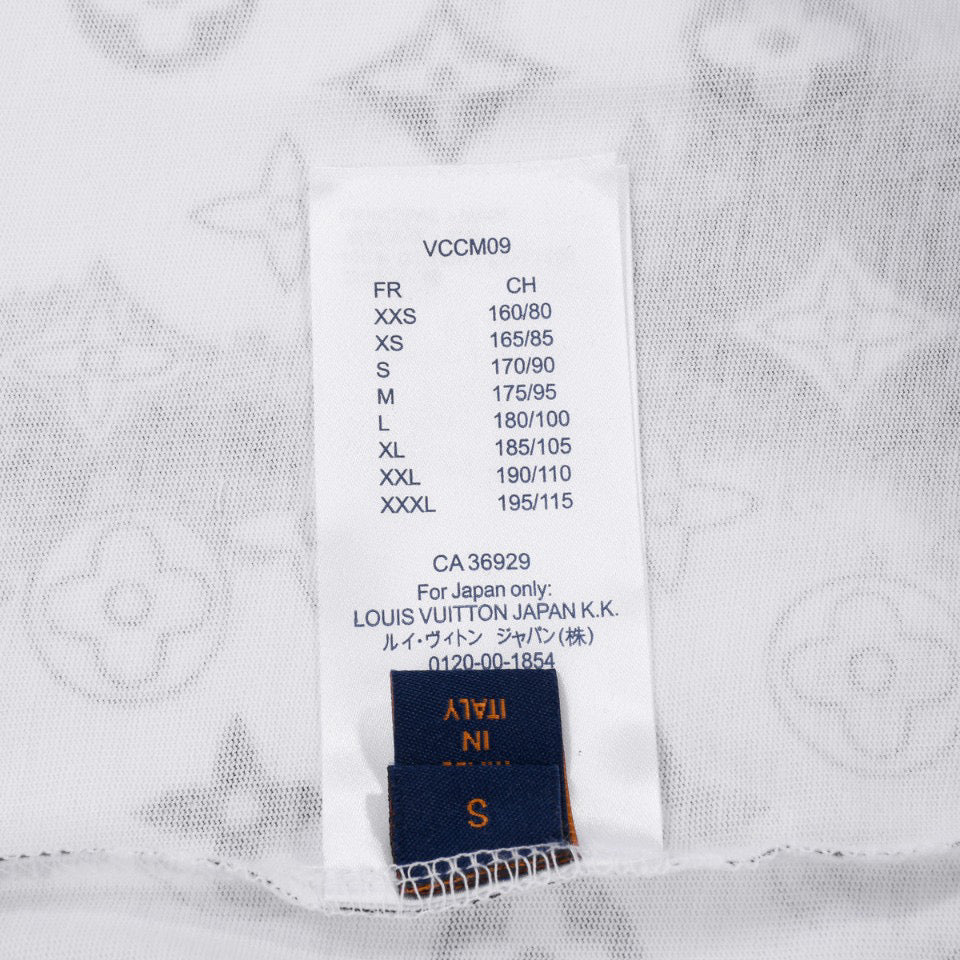 VCCM09
FR CH
XXS 160/80
XS 165/85
S 170/90
M 175/95
L 180/100
XL 185/105
XXL 190/110
XXXL 195/115
CA 36929
For Japan only:
LOUIS VUITTON JAPAN K.K.
ルイ・ヴィトン ジャパン(株)
0120-00-1854
ITALY
IN
S